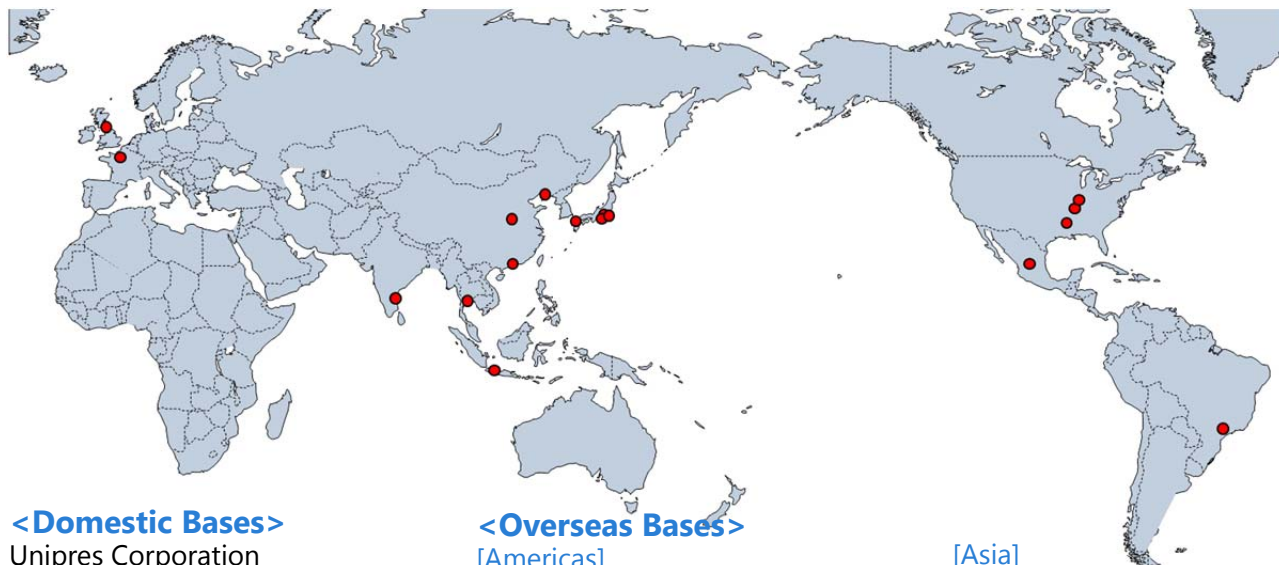 <Domestic Bases>
Unipres Corporation
<Overseas Bases>
[Americas]
[Asia]